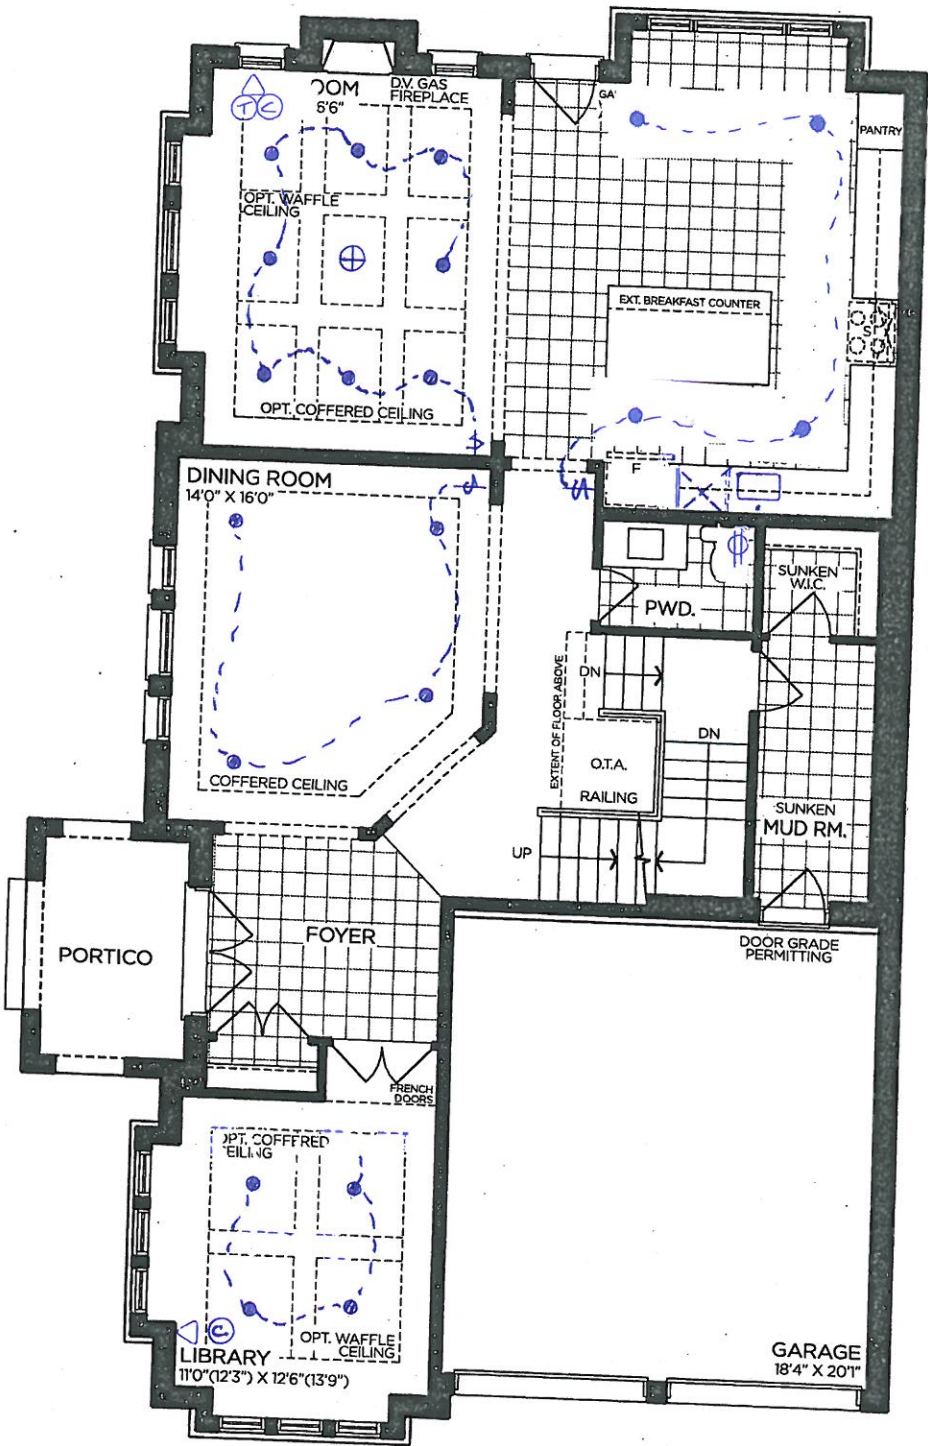 OOM
D.V. GAS
FIREPLACE
6'6"
T C
GA
PANTRY
OPT. WAFFLE
CEILING
EXT. BREAKFAST COUNTER
S
OPT. COFFERED CEILING
F
DINING ROOM
14'0" X 16'0"
SUNKEN
W.I.C.
PWD.
EXTENT OF FLOOR ABOVE
DN
DN
O.T.A.
RAILING
COFFERED CEILING
SUNKEN
MUD RM.
UP
FOYER
PORTICO
DOOR GRADE
PERMITTING
FRENCH
DOORS
OPT. COFFERED
CEILING
C
OPT. WAFFLE
CEILING
LIBRARY
11'0"(12'3") X 12'6"(13'9")
GARAGE
18'4" X 20'1"